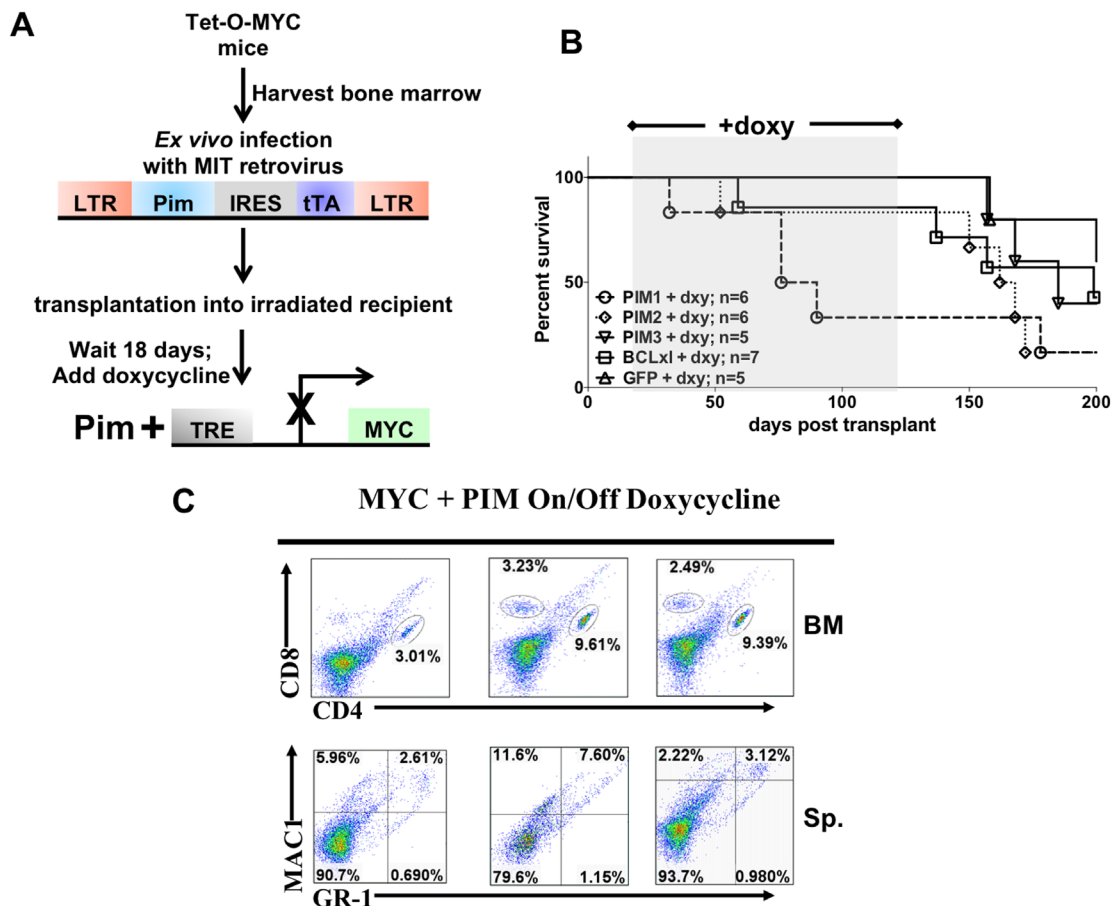 A
Tet-O-MYC
mice
Harvest bone marrow
Ex vivo infection
with MIT retrovirus
LTR Pim IRES tTA LTR
transplantation into irradiated recipient
Wait 18 days;
Add doxycycline
X
Pim + TRE MYC
B
+doxy
Percent survival
100
50
0
PIM1 + dxy; n=6
PIM2 + dxy; n=6
PIM3 + dxy; n=5
BCLxl + dxy; n=7
GFP + dxy; n=5
0 50 100 150 200
days post transplant
C
MYC + PIM On/Off Doxycycline
CD8
3.01%
3.23%
9.61%
2.49%
9.39%
BM
CD4
MAC1
5.96% 2.61%
90.7% 0.690%
11.6% 7.60%
79.6% 1.15%
2.22% 3.12%
93.7% 0.980%
Sp.
GR-1